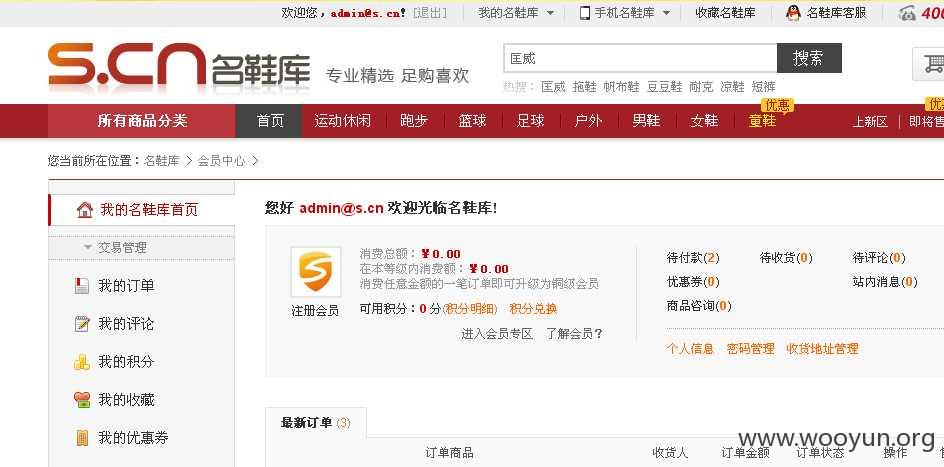 欢迎您，admin@s.cn! [退出] 我的名鞋库 手机名鞋库 收藏名鞋库 名鞋库客服 400
S.CN 名鞋库 专业精选 足购喜欢
匡威 搜索
热搜： 匡威 拖鞋 帆布鞋 豆豆鞋 耐克 凉鞋 短裤
优惠
所有商品分类 首页 运动休闲 跑步 篮球 足球 户外 男鞋 女鞋 童鞋 上新区 即将售
您当前所在位置：名鞋库 > 会员中心 >
我的名鞋库首页
交易管理
我的订单
我的评论
我的积分
我的收藏
我的优惠券
您好 admin@s.cn 欢迎光临名鞋库!
注册会员
消费总额：¥0.00
在本等级内消费额：¥0.00
消费任意金额的一笔订单即可升级为铜级会员
可用积分：0 分(积分明细) 积分兑换
进入会员专区 了解会员?
待付款(2) 待收货(0) 待评论(0)
优惠券(0) 站内消息(0)
商品咨询(0)
个人信息 密码管理 收货地址管理
最新订单 (3)
订单商品 收货人 订单金额 订单状态 操作
www.wooyun.org